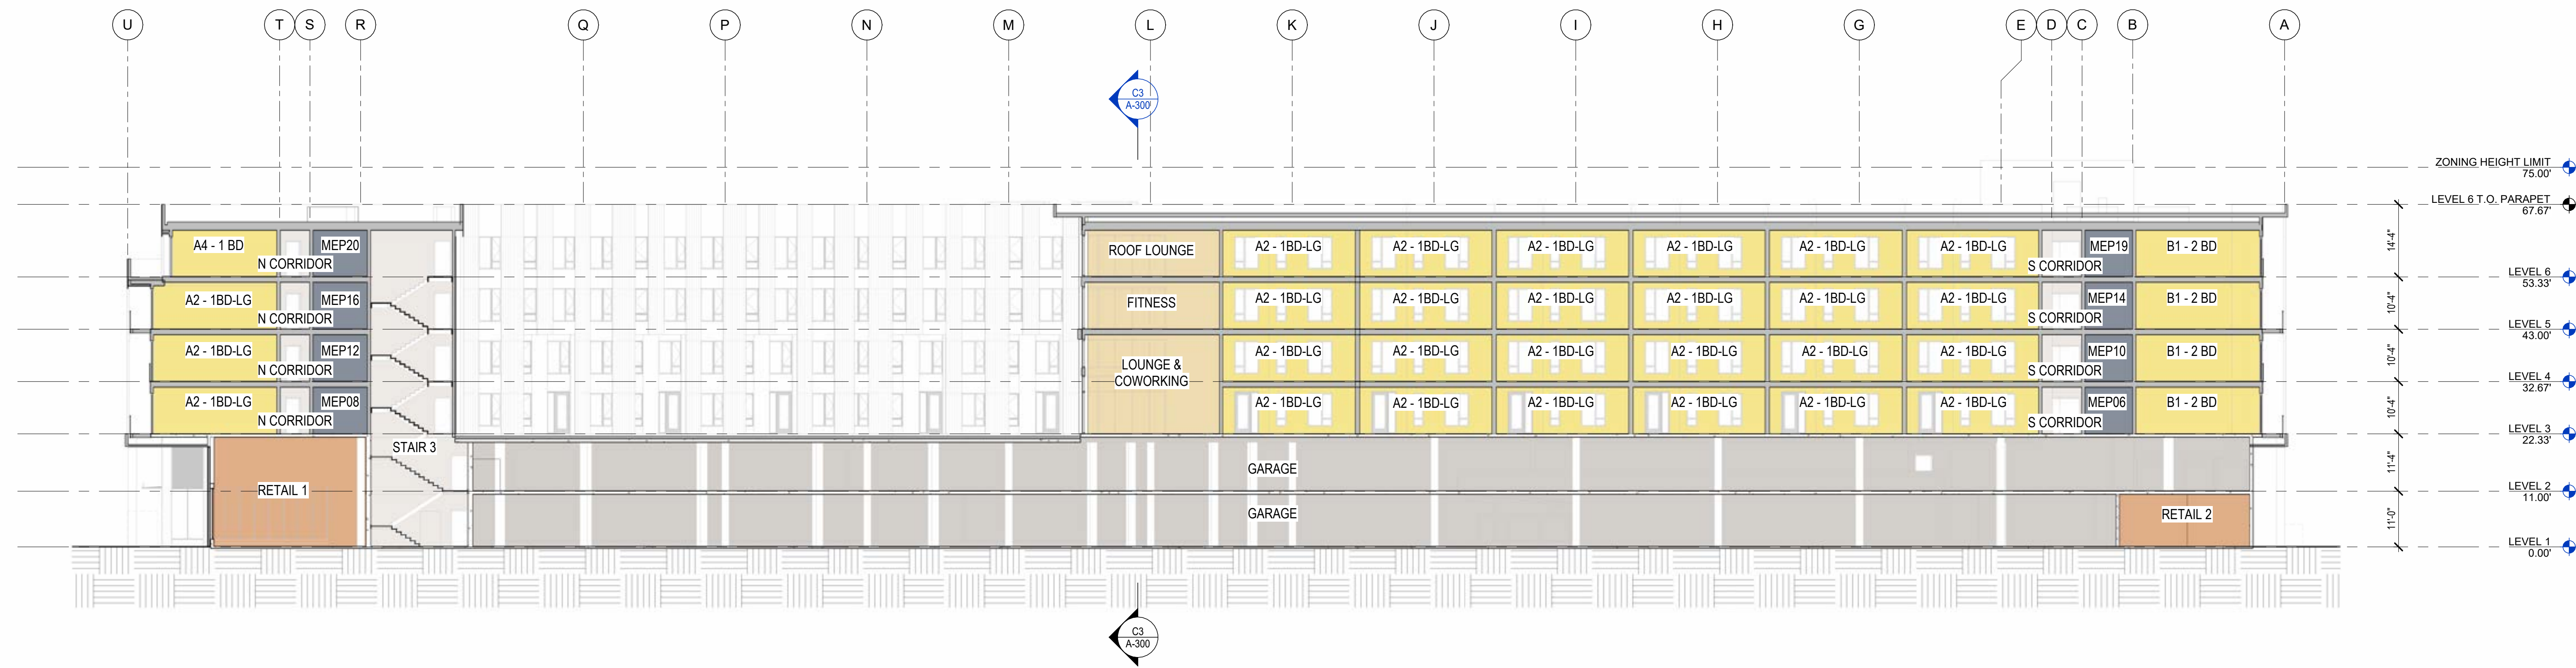 U T S R Q P N M L K J I H G E D C B A
C3
A-300
ZONING HEIGHT LIMIT
75.00'
LEVEL 6 T.O. PARAPET
67.67'
14'-4"
A4 - 1 BD MEP20 ROOF LOUNGE A2 - 1BD-LG A2 - 1BD-LG A2 - 1BD-LG A2 - 1BD-LG A2 - 1BD-LG A2 - 1BD-LG MEP19 B1 - 2 BD
N CORRIDOR S CORRIDOR
LEVEL 6
53.33'
10'-4"
A2 - 1BD-LG MEP16 FITNESS A2 - 1BD-LG A2 - 1BD-LG A2 - 1BD-LG A2 - 1BD-LG A2 - 1BD-LG A2 - 1BD-LG MEP14 B1 - 2 BD
N CORRIDOR S CORRIDOR
LEVEL 5
43.00'
10'-4"
A2 - 1BD-LG MEP12 A2 - 1BD-LG A2 - 1BD-LG A2 - 1BD-LG A2 - 1BD-LG A2 - 1BD-LG A2 - 1BD-LG MEP10 B1 - 2 BD
N CORRIDOR S CORRIDOR
LOUNGE &
COWORKING
LEVEL 4
32.67'
10'-4"
A2 - 1BD-LG MEP08 A2 - 1BD-LG A2 - 1BD-LG A2 - 1BD-LG A2 - 1BD-LG A2 - 1BD-LG A2 - 1BD-LG MEP06 B1 - 2 BD
N CORRIDOR S CORRIDOR
LEVEL 3
22.33'
STAIR 3
11'-4"
GARAGE
RETAIL 1
LEVEL 2
11.00'
11'-0"
GARAGE RETAIL 2
LEVEL 1
0.00'
C3
A-300